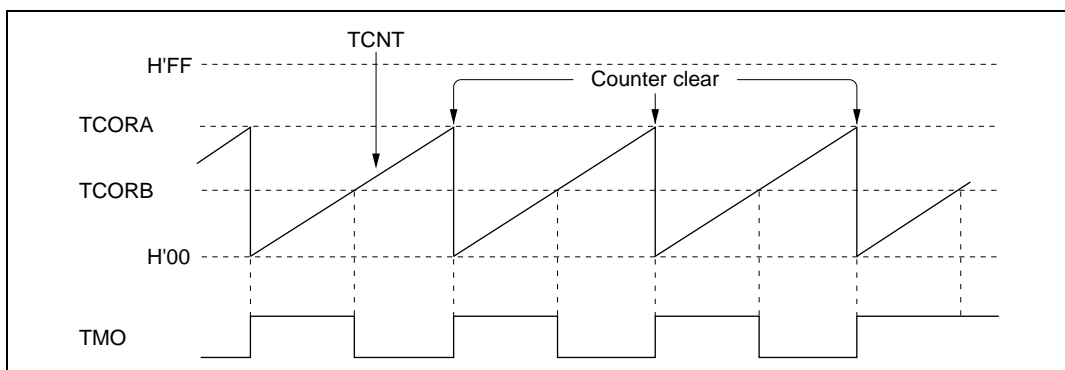 TCNT
H'FF
Counter clear
TCORA
TCORB
H'00
TMO